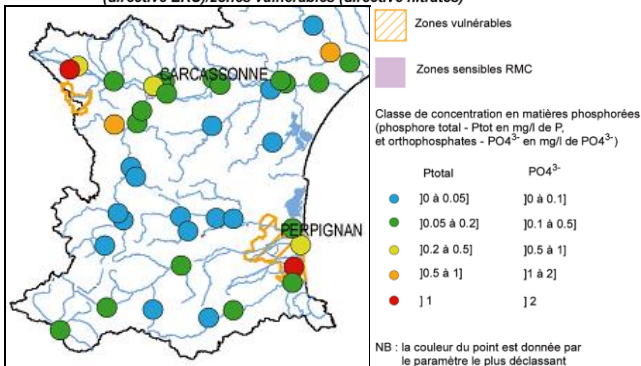 (directive ERU)/zones vulnérables (directive nitrates)
CARCASSONNE
PERPIGNAN
Zones vulnérables
Zones sensibles RMC
Classe de concentration en matières phosphorées
(phosphore total - Ptot en mg/l de P,
et orthophosphates - PO4³⁻ en mg/l de PO4³⁻)
Ptotal PO4³⁻
]0 à 0.05] ]0 à 0.1]
]0.05 à 0.2] ]0.1 à 0.5]
]0.2 à 0.5] ]0.5 à 1]
]0.5 à 1] ]1 à 2]
]1 ]2
NB : la couleur du point est donnée par
le paramètre le plus déclassant